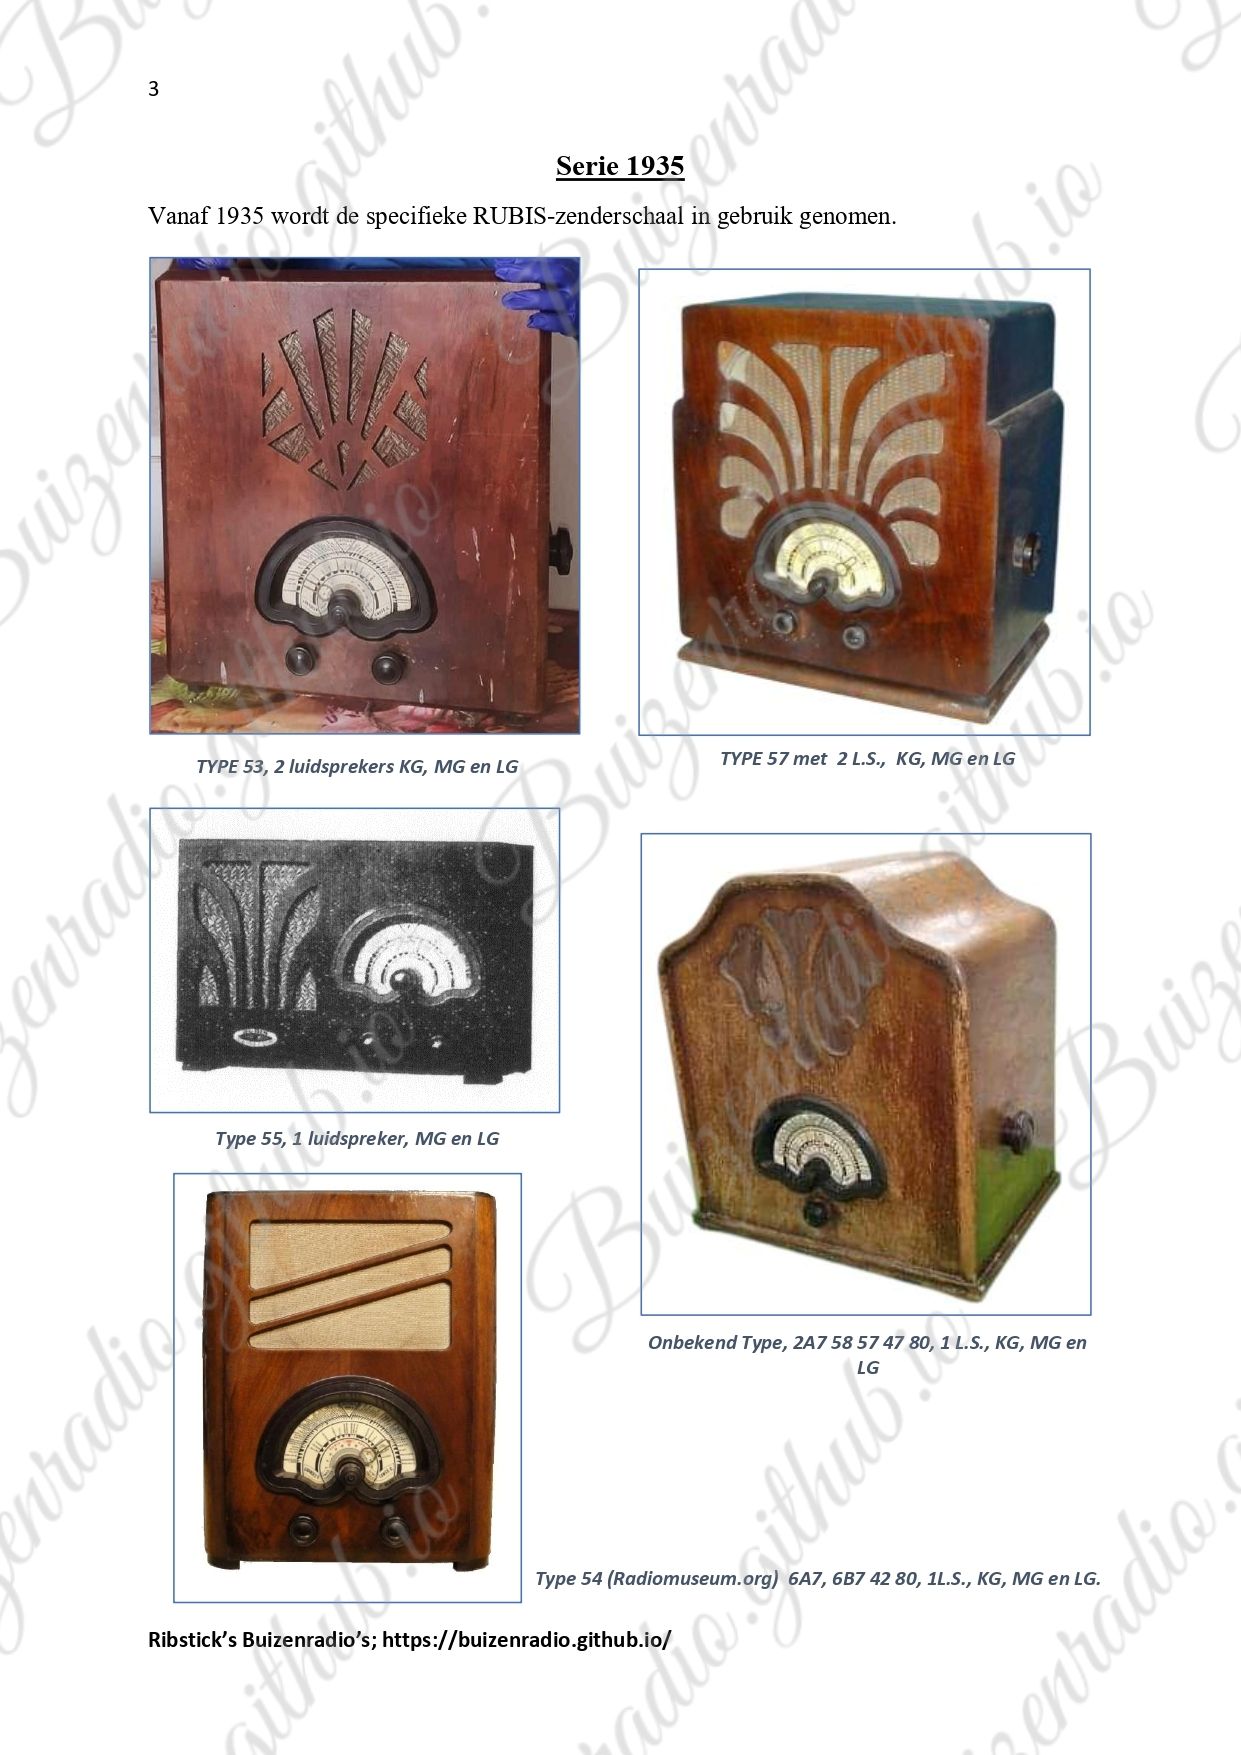 3
Serie 1935
Vanaf 1935 wordt de specifieke RUBIS-zenderschaal in gebruik genomen.
TYPE 53, 2 luidsprekers KG, MG en LG
TYPE 57 met  2 L.S.,  KG, MG en LG
Type 55, 1 luidspreker, MG en LG
Onbekend Type, 2A7 58 57 47 80, 1 L.S., KG, MG en
LG
Type 54 (Radiomuseum.org)  6A7, 6B7 42 80, 1L.S., KG, MG en LG.
Ribstick’s Buizenradio’s; https://buizenradio.github.io/
Buizenradio.github.io